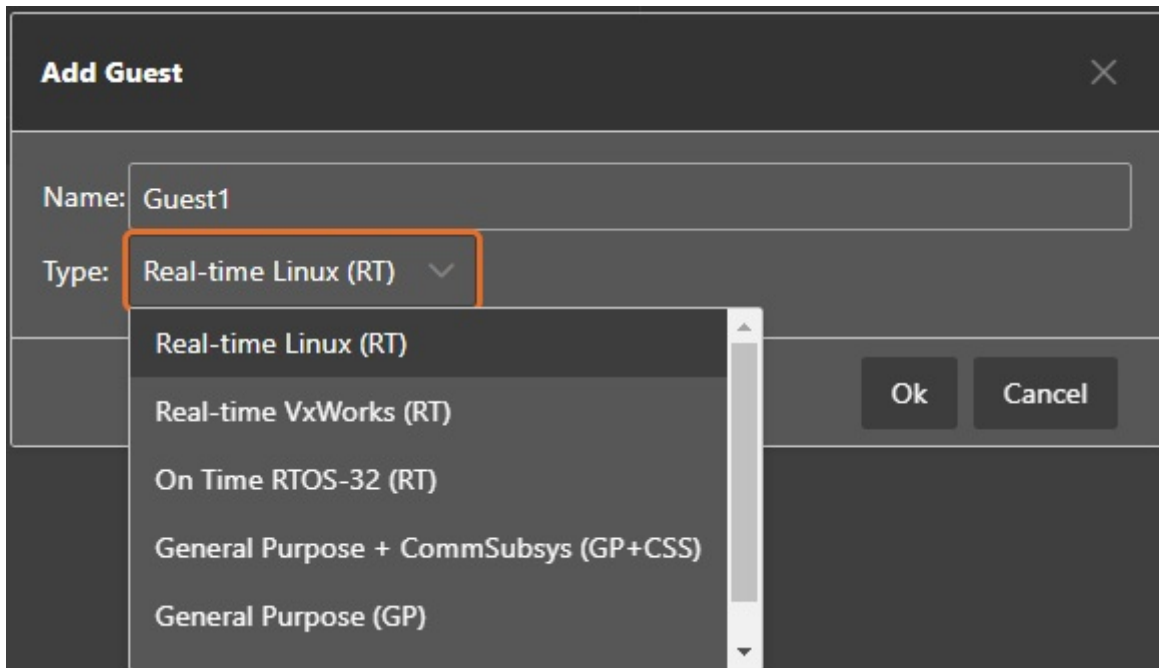 Add Guest
Name: Guest1
Type: Real-time Linux (RT)
Real-time Linux (RT)
Real-time VxWorks (RT)
On Time RTOS-32 (RT)
General Purpose + CommSubsys (GP+CSS)
General Purpose (GP)
Ok Cancel